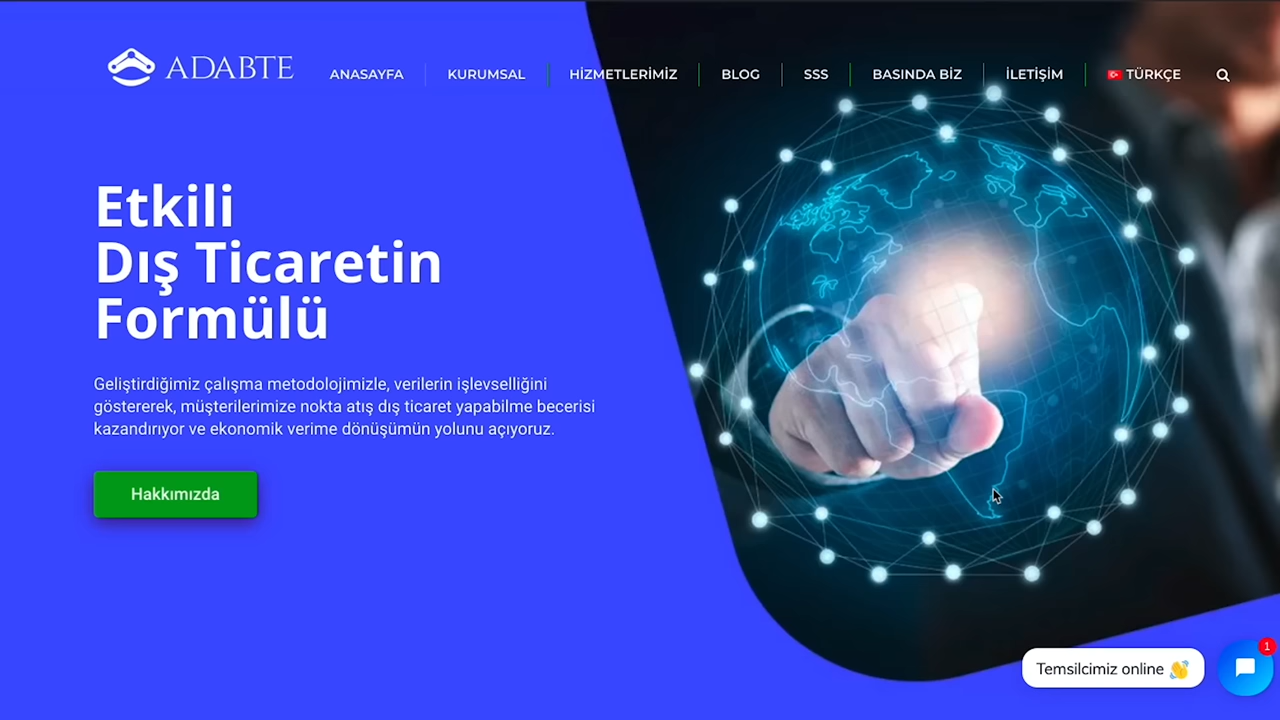 ADABTE
ANASAYFA
KURUMSAL
HİZMETLERİMİZ
BLOG
SSS
BASINDA BİZ
İLETİŞİM
TÜRKÇE
Etkili
Dış Ticaretin
Formülü
Geliştirdiğimiz çalışma metodolojimizle, verilerin işlevselliğini
göstererek, müşterilerimize nokta atış dış ticaret yapabilme becerisi
kazandırıyor ve ekonomik verime dönüşümün yolunu açıyoruz.
Hakkımızda
Temsilcimiz online 👋
1